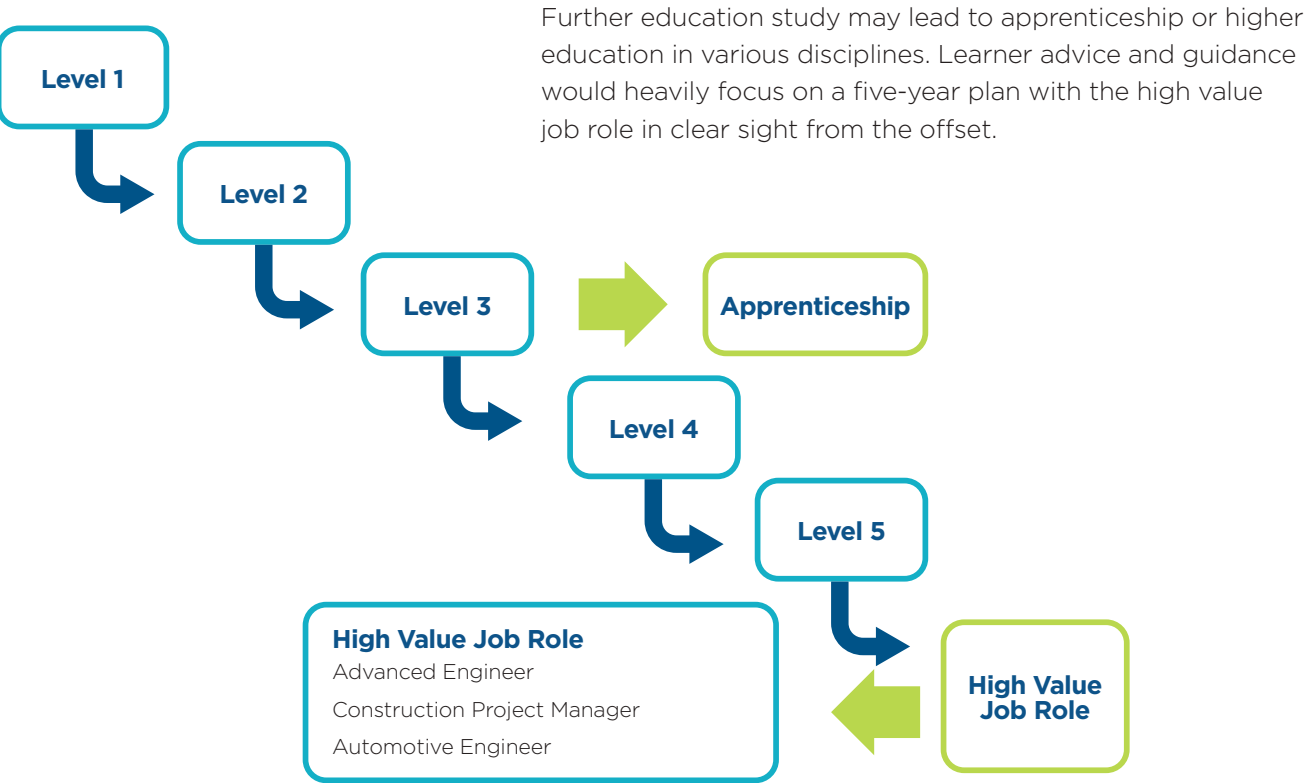 Further education study may lead to apprenticeship or higher
education in various disciplines. Learner advice and guidance
would heavily focus on a five-year plan with the high value
job role in clear sight from the offset.
Level 1
Level 2
Level 3
Apprenticeship
Level 4
Level 5
High Value Job Role
Advanced Engineer
Construction Project Manager
Automotive Engineer
High Value
Job Role